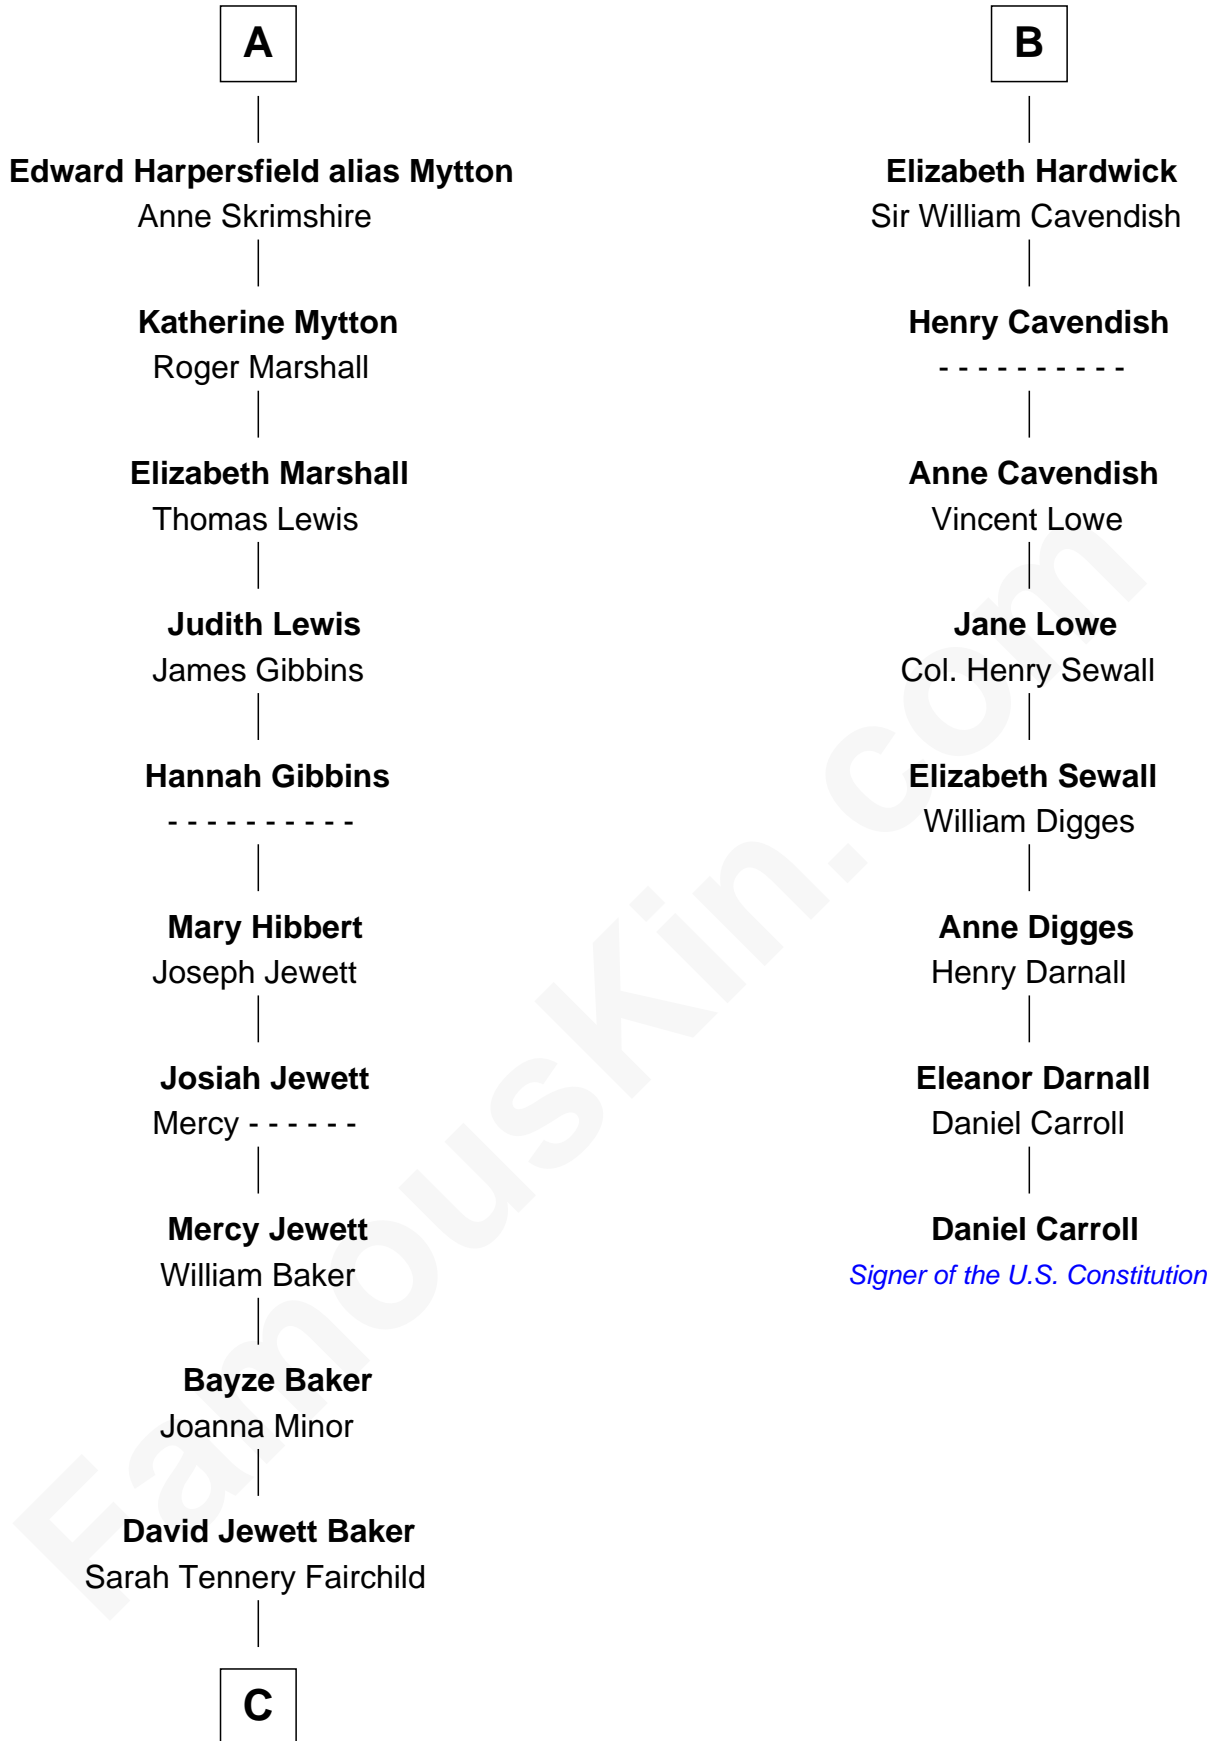 A
Edward Harpersfield alias Mytton
Anne Skrimshire
Katherine Mytton
Roger Marshall
Elizabeth Marshall
Thomas Lewis
Judith Lewis
James Gibbins
Hannah Gibbins
- - - - - - - - - -
Mary Hibbert
Joseph Jewett
Josiah Jewett
Mercy - - - - - -
Mercy Jewett
William Baker
Bayze Baker
Joanna Minor
David Jewett Baker
Sarah Tennery Fairchild
C
B
Elizabeth Hardwick
Sir William Cavendish
Henry Cavendish
- - - - - - - - - -
Anne Cavendish
Vincent Lowe
Jane Lowe
Col. Henry Sewall
Elizabeth Sewall
William Digges
Anne Digges
Henry Darnall
Eleanor Darnall
Daniel Carroll
Daniel Carroll
Signer of the U.S. Constitution
FamousKin.com